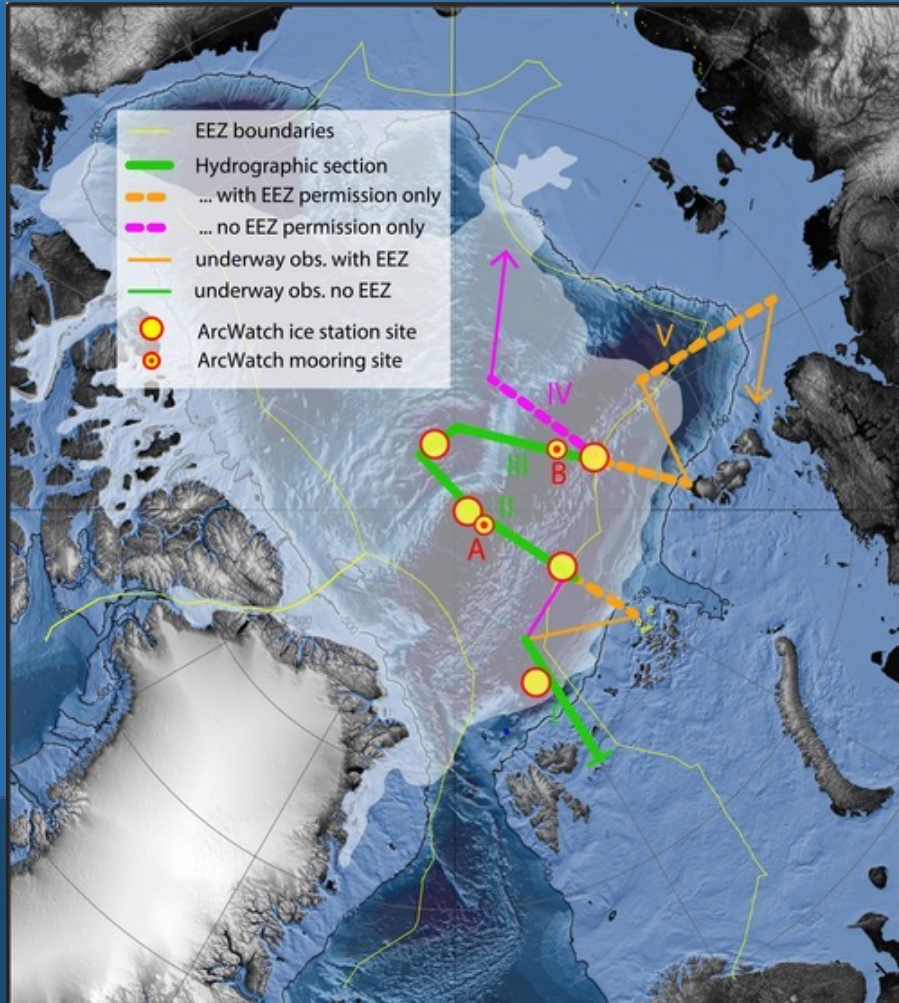 EEZ boundaries
Hydrographic section
... with EEZ permission only
... no EEZ permission only
underway obs. with EEZ
underway obs. no EEZ
ArcWatch ice station site
ArcWatch mooring site
V
IV
III
B
II
A
I